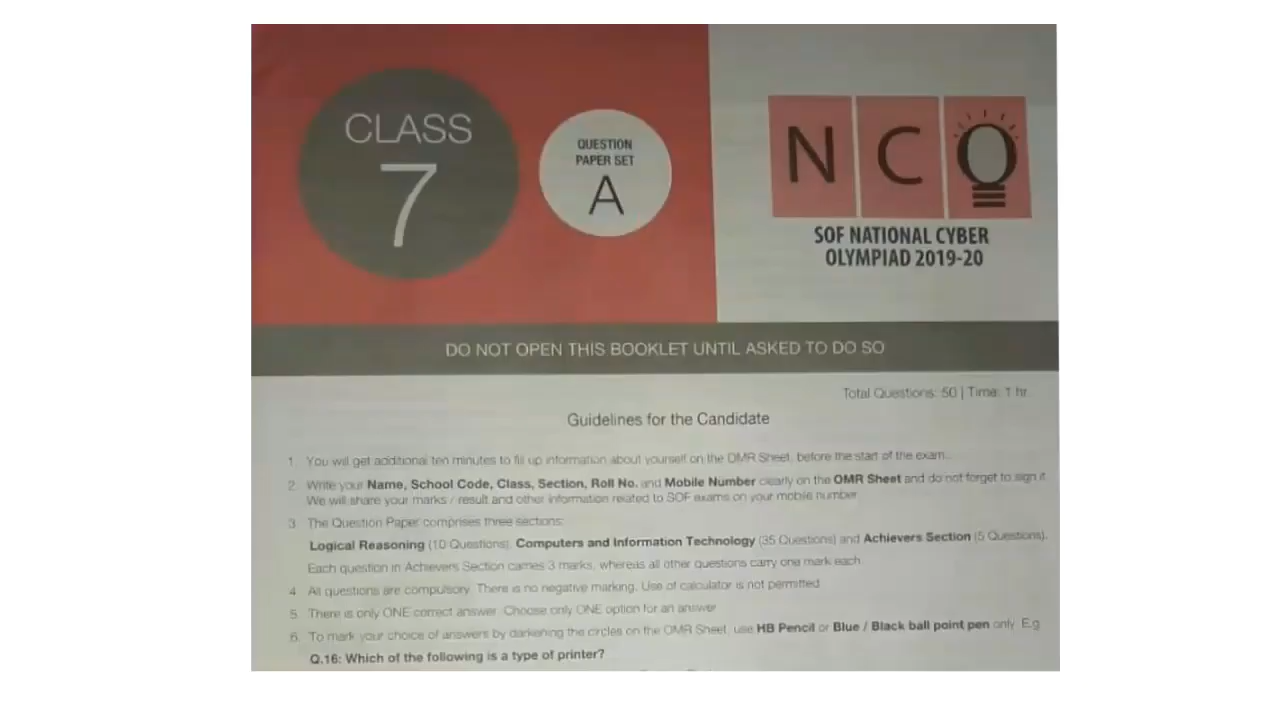 CLASS
7
QUESTION
PAPER SET
A
NCO
SOF NATIONAL CYBER
OLYMPIAD 2019-20
DO NOT OPEN THIS BOOKLET UNTIL ASKED TO DO SO
Total Questions: 50 | Time: 1 hr.
Guidelines for the Candidate
1. You will get additional ten minutes to fill up information about yourself on the OMR Sheet, before the start of the exam.
2. Write your Name, School Code, Class, Section, Roll No. and Mobile Number clearly on the OMR Sheet and do not forget to sign it.
We will share your marks / result and other information related to SOF exams on your mobile number.
3. The Question Paper comprises three sections:
Logical Reasoning (10 Questions), Computers and Information Technology (35 Questions) and Achievers Section (5 Questions).
Each question in Achievers Section carries 3 marks, whereas all other questions carry one mark each.
4. All questions are compulsory. There is no negative marking. Use of calculator is not permitted.
5. There is only ONE correct answer. Choose only ONE option for an answer.
6. To mark your choice of answers by darkening the circles on the OMR Sheet, use HB Pencil or Blue / Black ball point pen only. E.g.
Q.16: Which of the following is a type of printer?